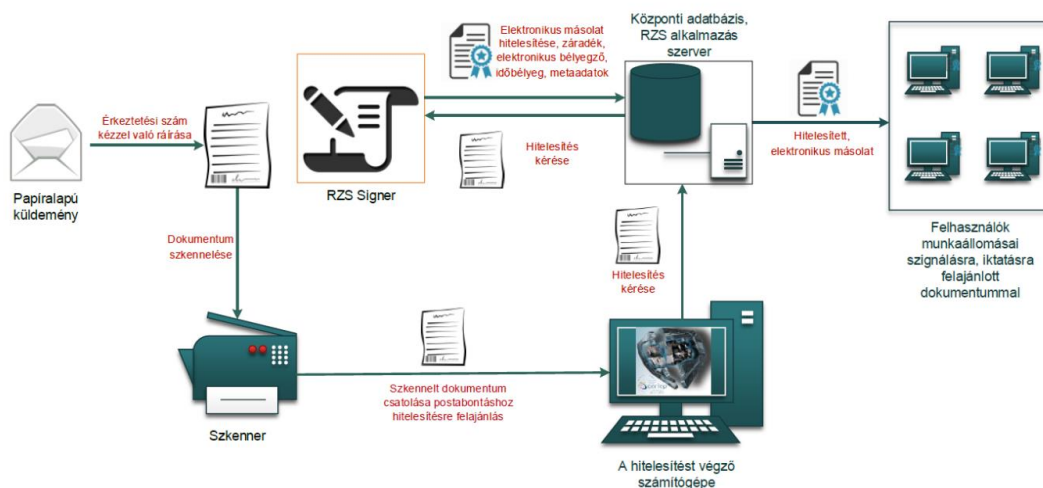 Érkeztetési szám
kézzel való ráírása
Papíralapú
küldemény
Elektronikus másolat
hitelesítése, záradék,
elektronikus bélyegző,
időbélyeg, metaadatok
Hitelesítés
kérése
RZS Signer
Központi adatbázis,
RZS alkalmazás
szerver
Hitelesített,
elektronikus másolat
Felhasználók
munkaállomásai
szignálásra, iktatásra
felajánlott
dokumentummal
Dokumentum
szkennelése
Hitelesítés
kérése
Szkennelt dokumentum
csatolása postabontáshoz
hitelesítésre felajánlás
Szkenner
A hitelesítést végző
számítógépe